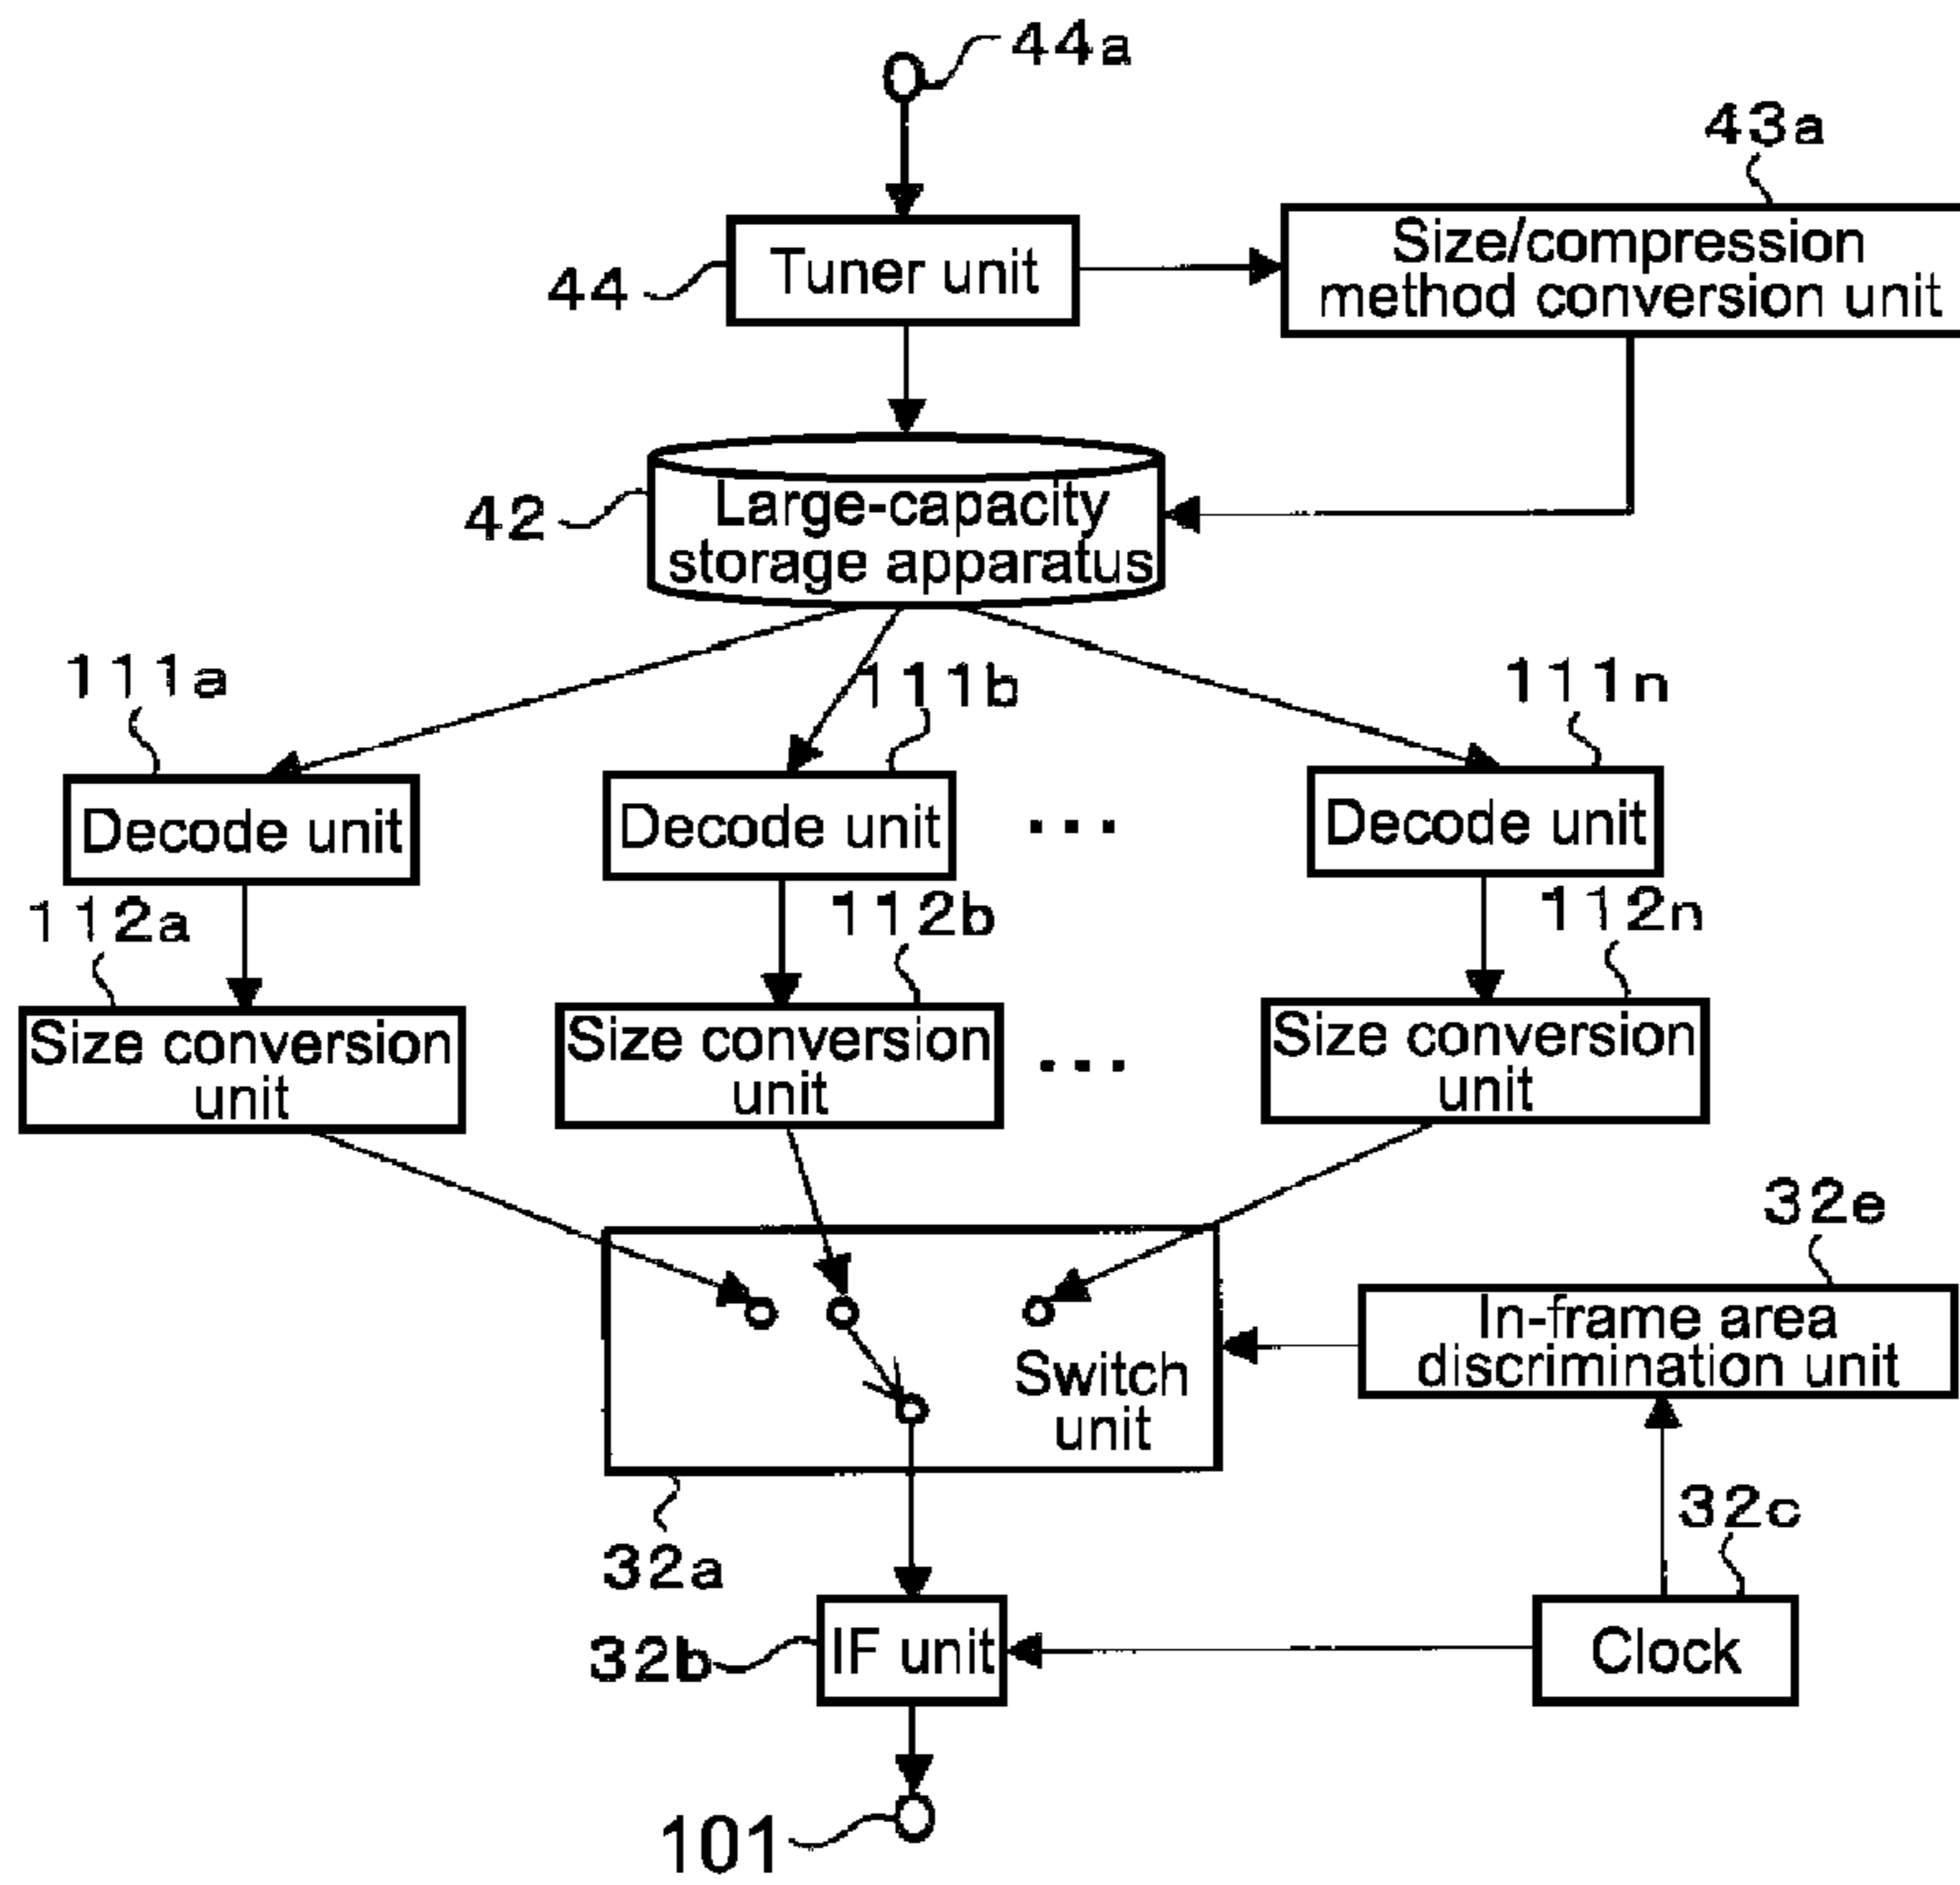 44a
43a
Size/compression
method conversion unit
44
Tuner unit
42
Large-capacity
storage apparatus
111a
111b
111n
Decode unit
Decode unit
...
Decode unit
112a
112b
112n
Size conversion
unit
Size conversion
unit
...
Size conversion
unit
32e
In-frame area
discrimination unit
Switch
unit
32a
32c
32b
IF unit
Clock
101